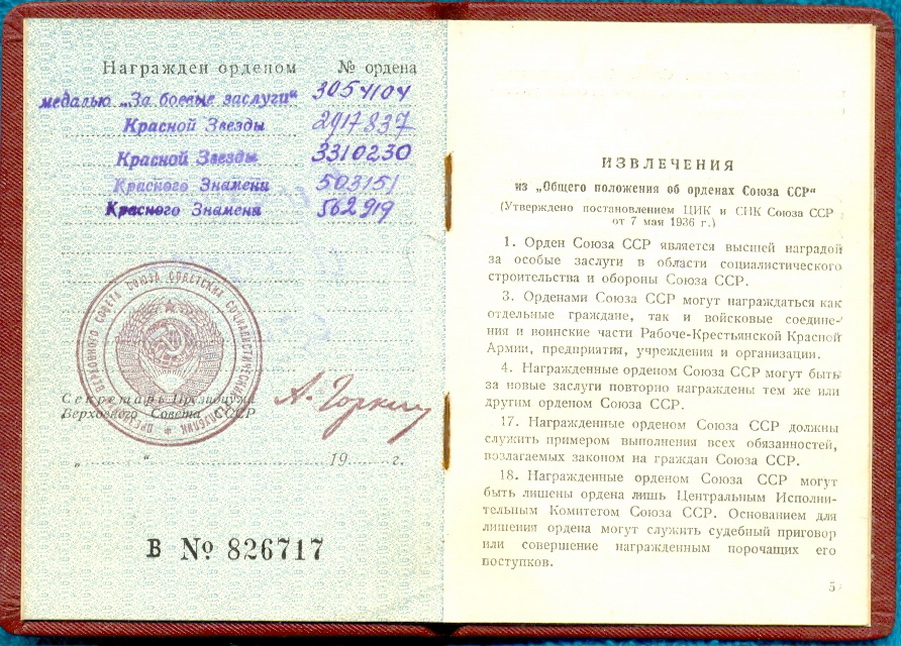 Награжден орденом № ордена
медалью „За боевые заслуги“ 3054104
Красной Звезды 2917837
Красной Звезды 3310230
Красного Знамени 503151
Красного Знамени 562919
ПРЕЗИДИУМ ВЕРХОВНОГО СОВЕТА СОЮЗА СОВЕТСКИХ СОЦИАЛИСТИЧЕСКИХ РЕСПУБЛИК
Секретарь Президиума
Верховного Совета СССР
А. Горкин
„ “ 19 г.
В № 826717
ИЗВЛЕЧЕНИЯ
из „Общего положения об орденах Союза ССР“
(Утверждено постановлением ЦИК и СНК Союза ССР
от 7 мая 1936 г.)
1. Орден Союза ССР является высшей наградой
за особые заслуги в области социалистического
строительства и обороны Союза ССР.
3. Орденами Союза ССР могут награждаться как
отдельные граждане, так и войсковые соедине-
ния и воинские части Рабоче-Крестьянской Красной
Армии, предприятия, учреждения и организации.
4. Награжденные орденом Союза ССР могут быть
за новые заслуги повторно награждены тем же или
другим орденом Союза ССР.
17. Награжденные орденом Союза ССР должны
служить примером выполнения всех обязанностей,
возлагаемых законом на граждан Союза ССР.
18. Награжденные орденом Союза ССР могут
быть лишены ордена лишь Центральным Исполни-
тельным Комитетом Союза ССР. Основанием для
лишения ордена могут служить судебный приговор
или совершение награжденным порочащих его
поступков.
5